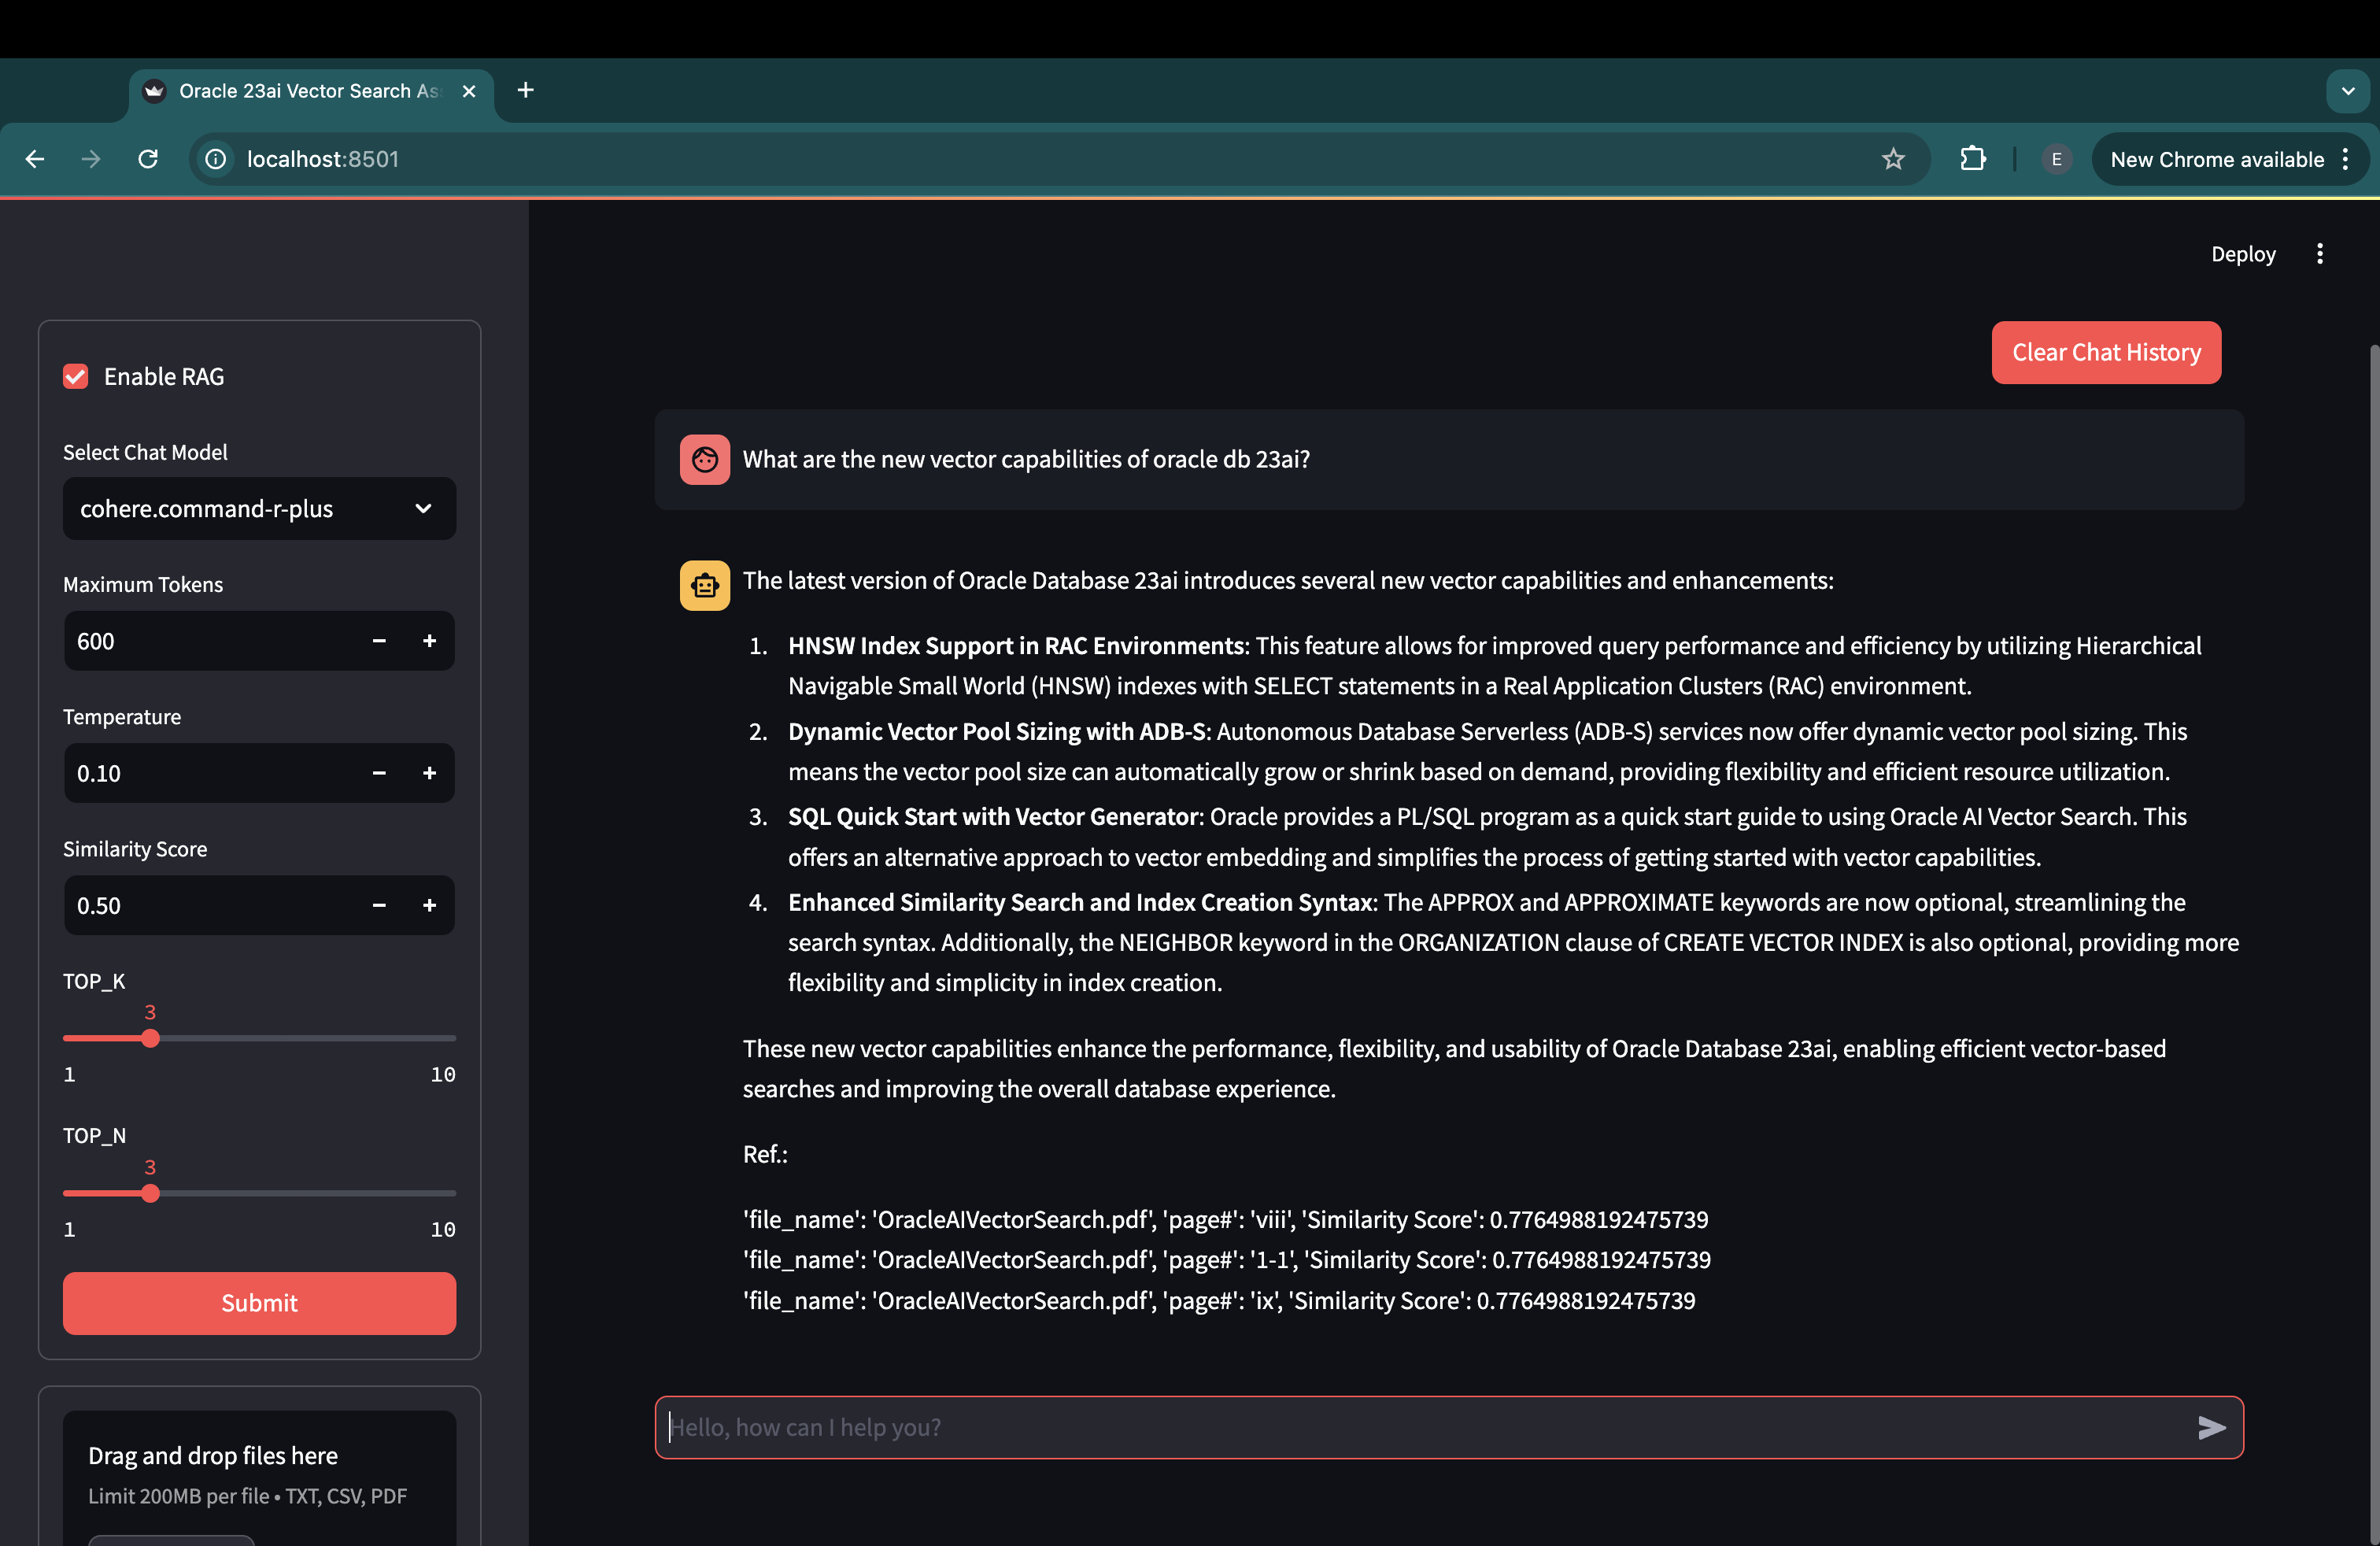 Oracle 23ai Vector Search As
localhost:8501
E
New Chrome available
Deploy
Enable RAG
Select Chat Model
cohere.command-r-plus
Maximum Tokens
600
Temperature
0.10
Similarity Score
0.50
TOP_K
3
1 10
TOP_N
3
1 10
Submit
Drag and drop files here
Limit 200MB per file • TXT, CSV, PDF
Clear Chat History
What are the new vector capabilities of oracle db 23ai?
The latest version of Oracle Database 23ai introduces several new vector capabilities and enhancements:
1. HNSW Index Support in RAC Environments: This feature allows for improved query performance and efficiency by utilizing Hierarchical
Navigable Small World (HNSW) indexes with SELECT statements in a Real Application Clusters (RAC) environment.
2. Dynamic Vector Pool Sizing with ADB-S: Autonomous Database Serverless (ADB-S) services now offer dynamic vector pool sizing. This
means the vector pool size can automatically grow or shrink based on demand, providing flexibility and efficient resource utilization.
3. SQL Quick Start with Vector Generator: Oracle provides a PL/SQL program as a quick start guide to using Oracle AI Vector Search. This
offers an alternative approach to vector embedding and simplifies the process of getting started with vector capabilities.
4. Enhanced Similarity Search and Index Creation Syntax: The APPROX and APPROXIMATE keywords are now optional, streamlining the
search syntax. Additionally, the NEIGHBOR keyword in the ORGANIZATION clause of CREATE VECTOR INDEX is also optional, providing more
flexibility and simplicity in index creation.
These new vector capabilities enhance the performance, flexibility, and usability of Oracle Database 23ai, enabling efficient vector-based
searches and improving the overall database experience.
Ref.:
'file_name': 'OracleAIVectorSearch.pdf', 'page#': 'viii', 'Similarity Score': 0.7764988192475739
'file_name': 'OracleAIVectorSearch.pdf', 'page#': '1-1', 'Similarity Score': 0.7764988192475739
'file_name': 'OracleAIVectorSearch.pdf', 'page#': 'ix', 'Similarity Score': 0.7764988192475739
Hello, how can I help you?